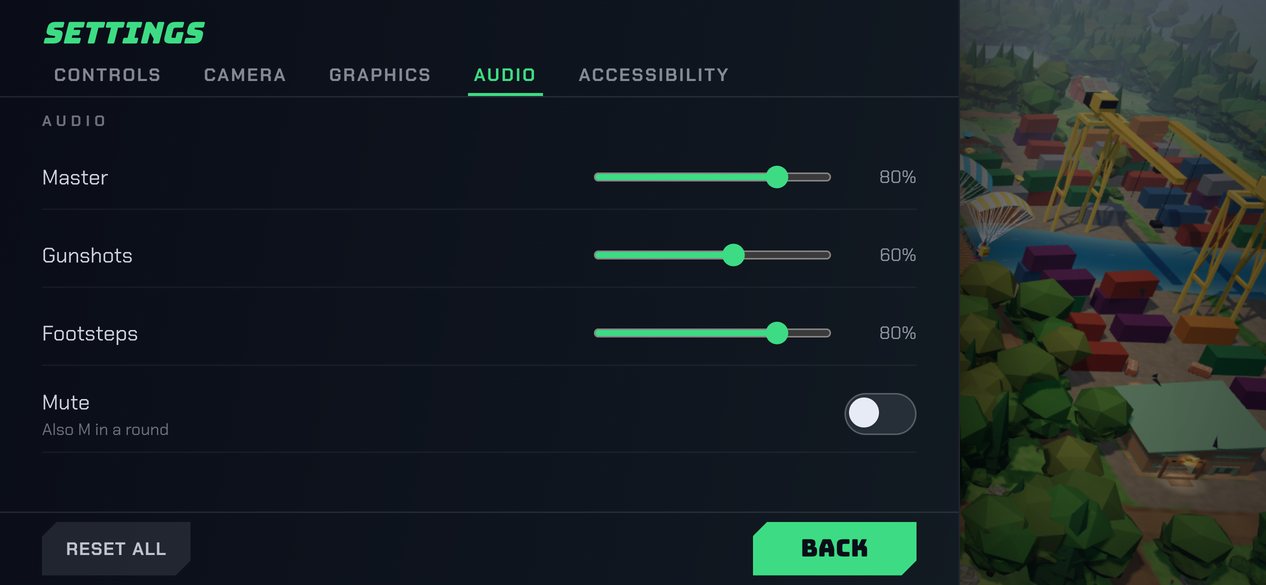 SETTINGS
CONTROLS CAMERA GRAPHICS AUDIO ACCESSIBILITY
AUDIO
Master 80%
Gunshots 60%
Footsteps 80%
Mute
Also M in a round
RESET ALL BACK